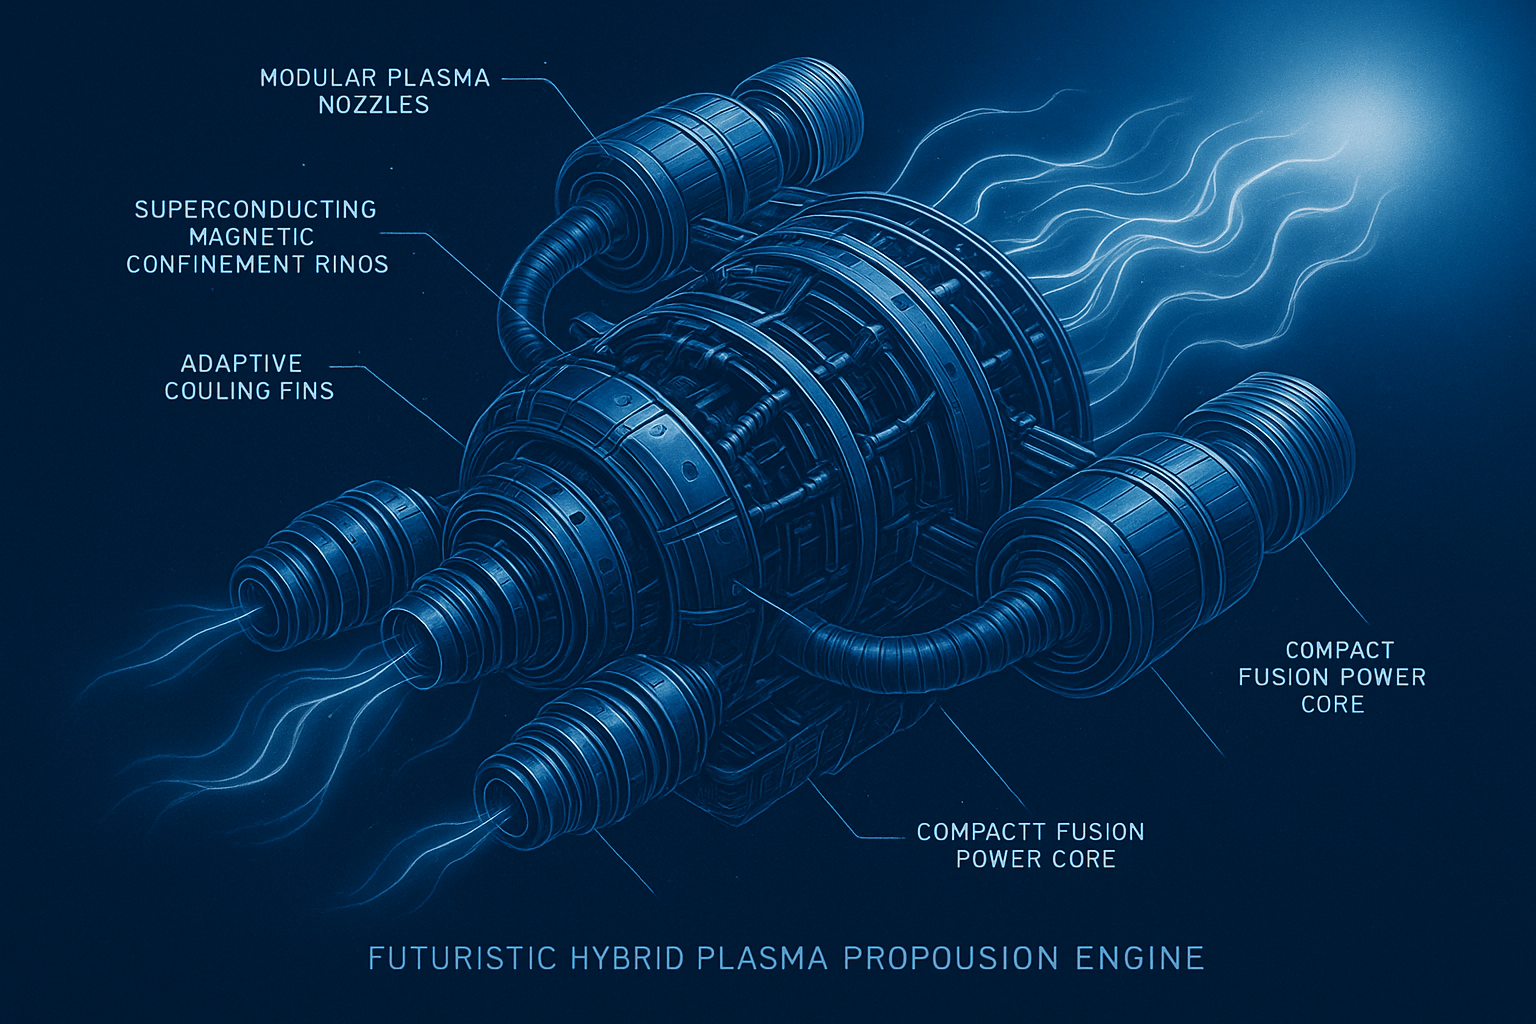 MODULAR PLASMA
NOZZLES
SUPERCONDUCTING
MAGNETIC
CONFINEMENT RINOS
ADAPTIVE
COULING FINS
COMPACT
FUSION POWER
CORE
COMPACTT FUSION
POWER CORE
FUTURISTIC HYBRID PLASMA PROPOUSION ENGINE